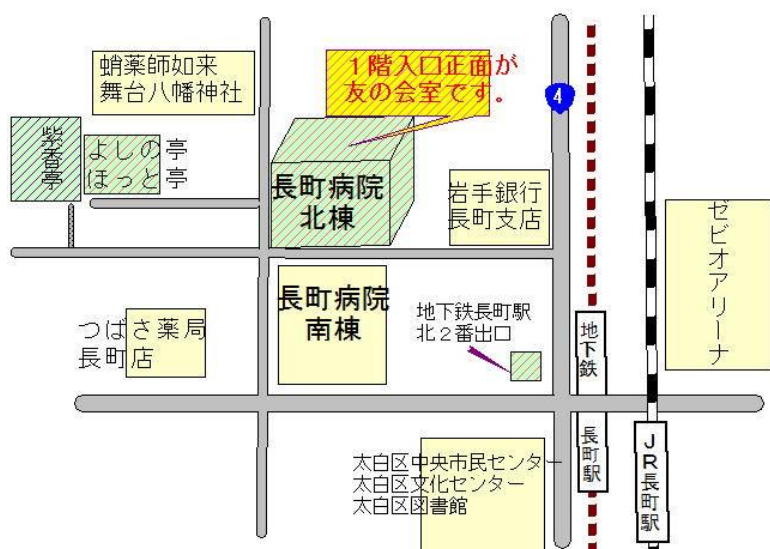 蛸薬師如来
舞台八幡神社
1階入口正面が
友の会室です。
4
紫香亭
よしの亭
ほっと亭
長町病院
北棟
岩手銀行
長町支店
ゼビオアリーナ
長町病院
南棟
地下鉄長町駅
北2番出口
つばさ薬局
長町店
地下鉄 長町駅
JR長町駅
太白区中央市民センター
太白区文化センター
太白区図書館